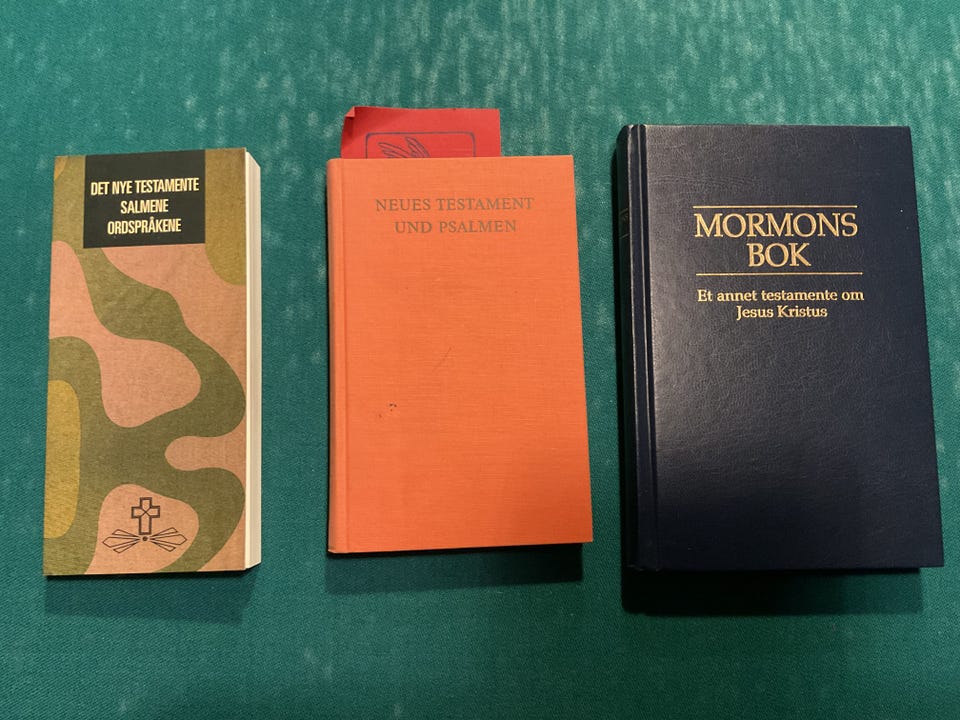 DET NYE TESTAMENTE
SALMENE
ORDSPRÅKENE
NEUES TESTAMENT
UND PSALMEN
MORMONS
BOK
Et annet testamente om
Jesus Kristus